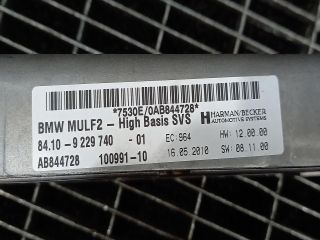 *7530E/0AB844728*
BMW MULF2 - High Basis SVS
HARMAN/BECKER
AUTOMOTIVE SYSTEMS
84.10 - 9 229 740 - 01
EC: S64
HW: 12.00.00
AB844728
100991-10
16.05.2010
SW: 08.11.00